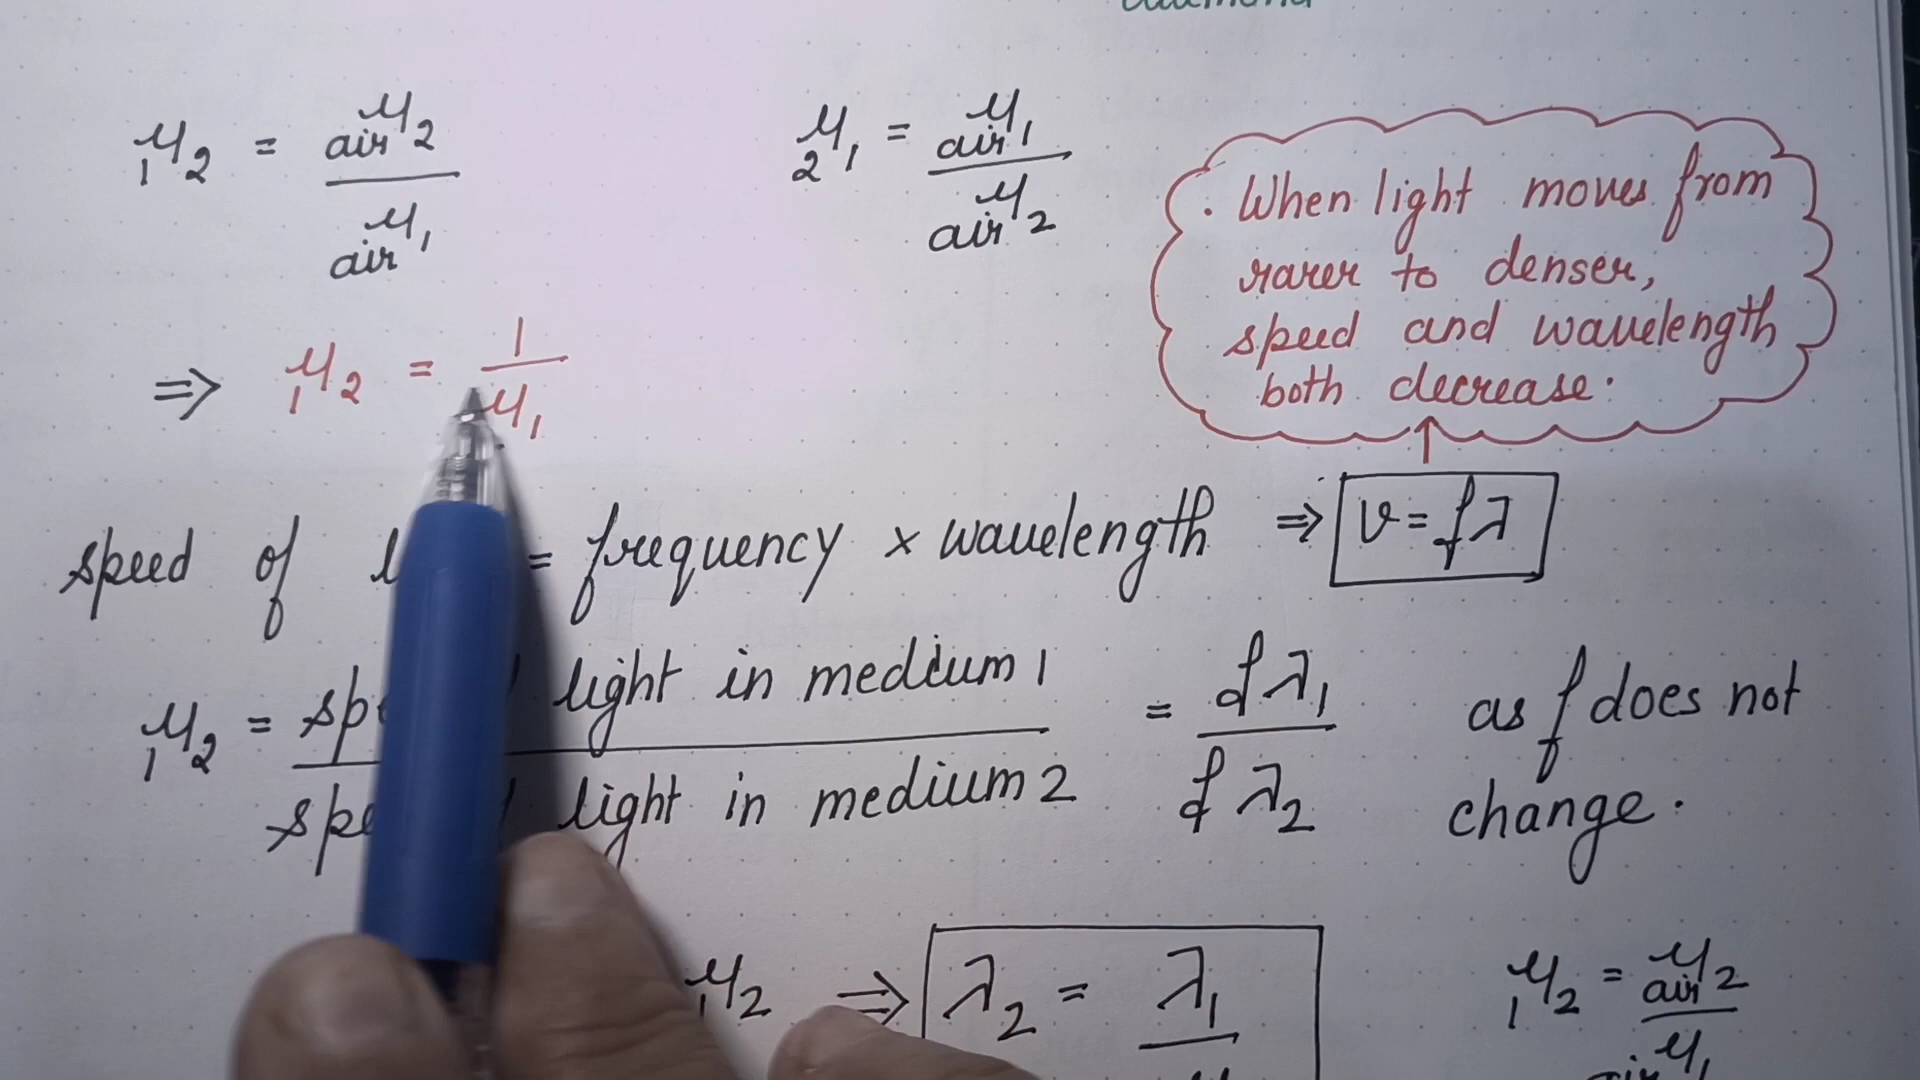 diamond
₁μ₂ = airμ₂ / airμ₁
₂μ₁ = airμ₁ / airμ₂
. When light moves from
rarer to denser,
speed and wavelength
both decrease.
⇒ ₁μ₂ = 1 / μ₁
speed of = frequency × wavelength ⇒ v = fλ
₁μ₂ = light in medium 1 / light in medium 2 = fλ₁ / fλ₂
as f does not
change.
₁μ₂ ⇒ λ₂ = λ₁ /
₁μ₂ = airμ₂ / airμ₁